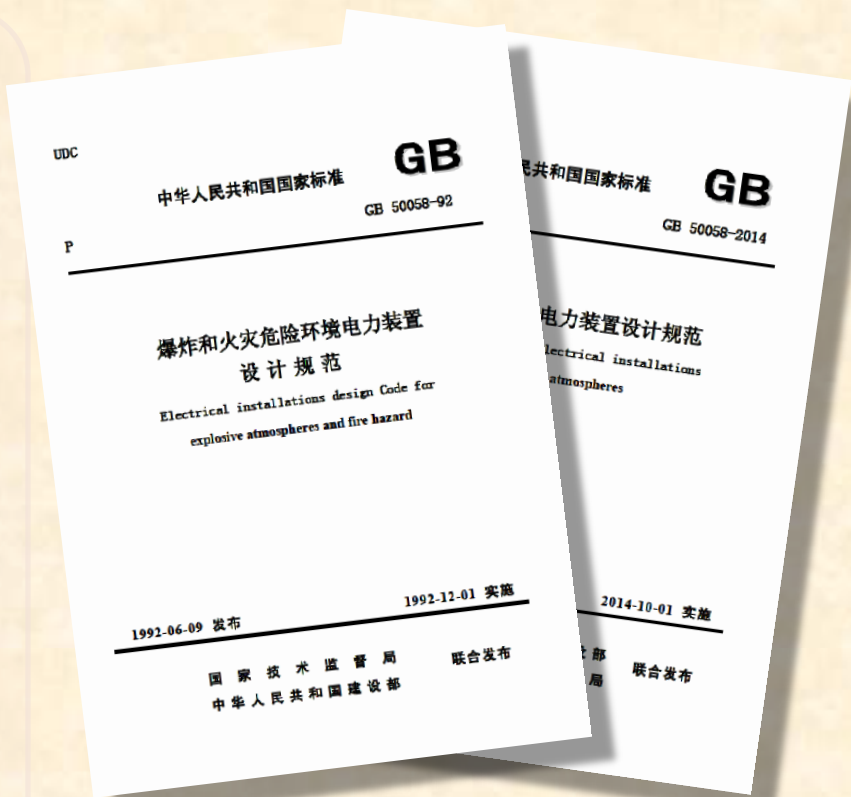 UDC
GB
中华人民共和国国家标准
GB 50058-92
P
爆炸和火灾危险环境电力装置
设计规范
Electrical installations design Code for
explosive atmospheres and fire hazard
1992-06-09 发布
1992-12-01 实施
国家技术监督局
中华人民共和国建设部
联合发布
民共和国国家标准
GB
GB 50058-2014
电力装置设计规范
lectrical installations
atmospheres
2014-10-01 实施
部
局
联合发布